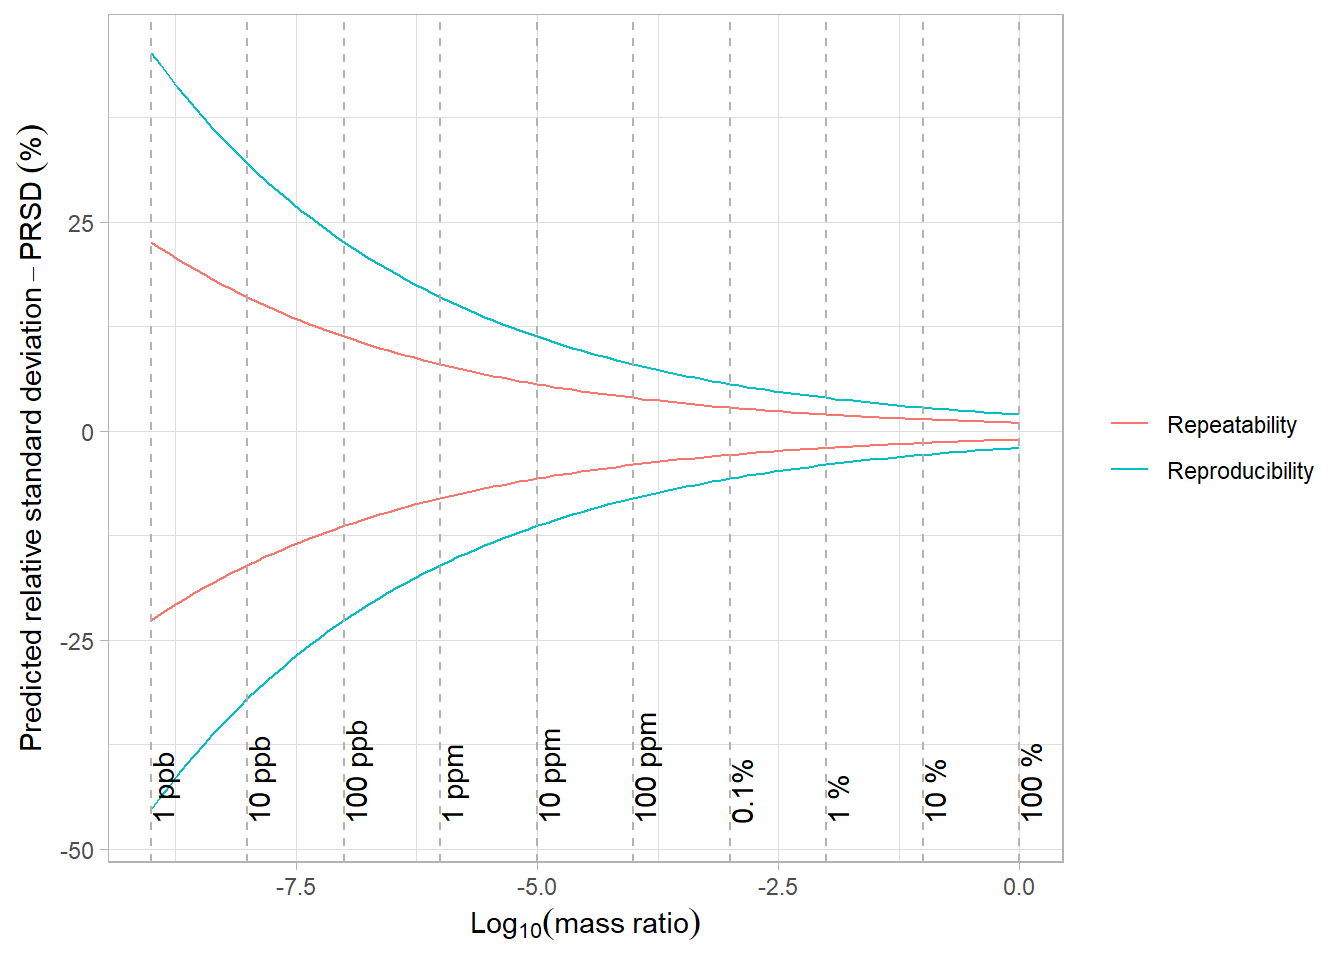 Predicted relative standard deviation – PRSD (%)
25
0
-25
-50
1 ppb
10 ppb
100 ppb
1 ppm
10 ppm
100 ppm
0.1%
1 %
10 %
100 %
-7.5
-5.0
-2.5
0.0
Log₁₀(mass ratio)
Repeatability
Reproducibility